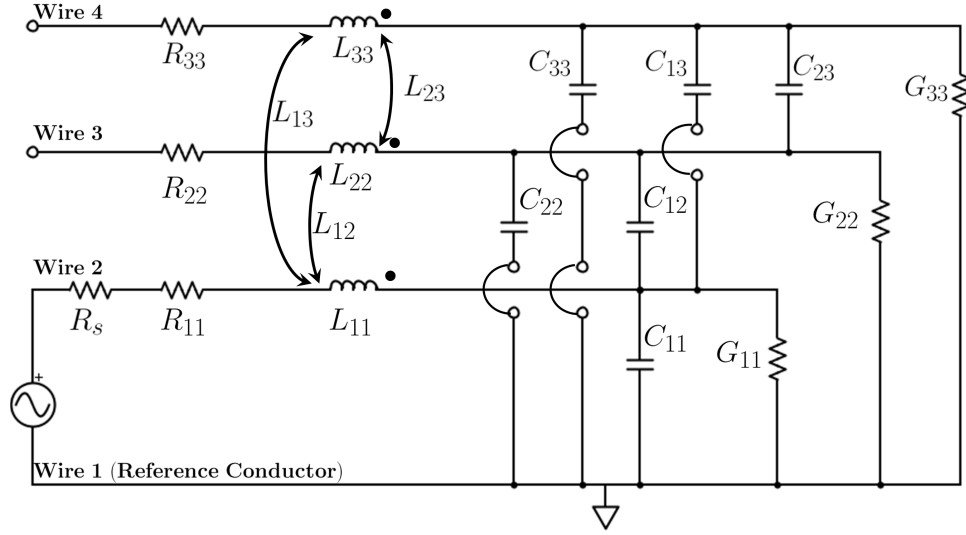 Wire 4
R33
L33
C33
C13
C23
G33
L23
L13
Wire 3
R22
L22
C22
C12
G22
L12
Wire 2
Rs
R11
L11
C11
G11
+
Wire 1 (Reference Conductor)